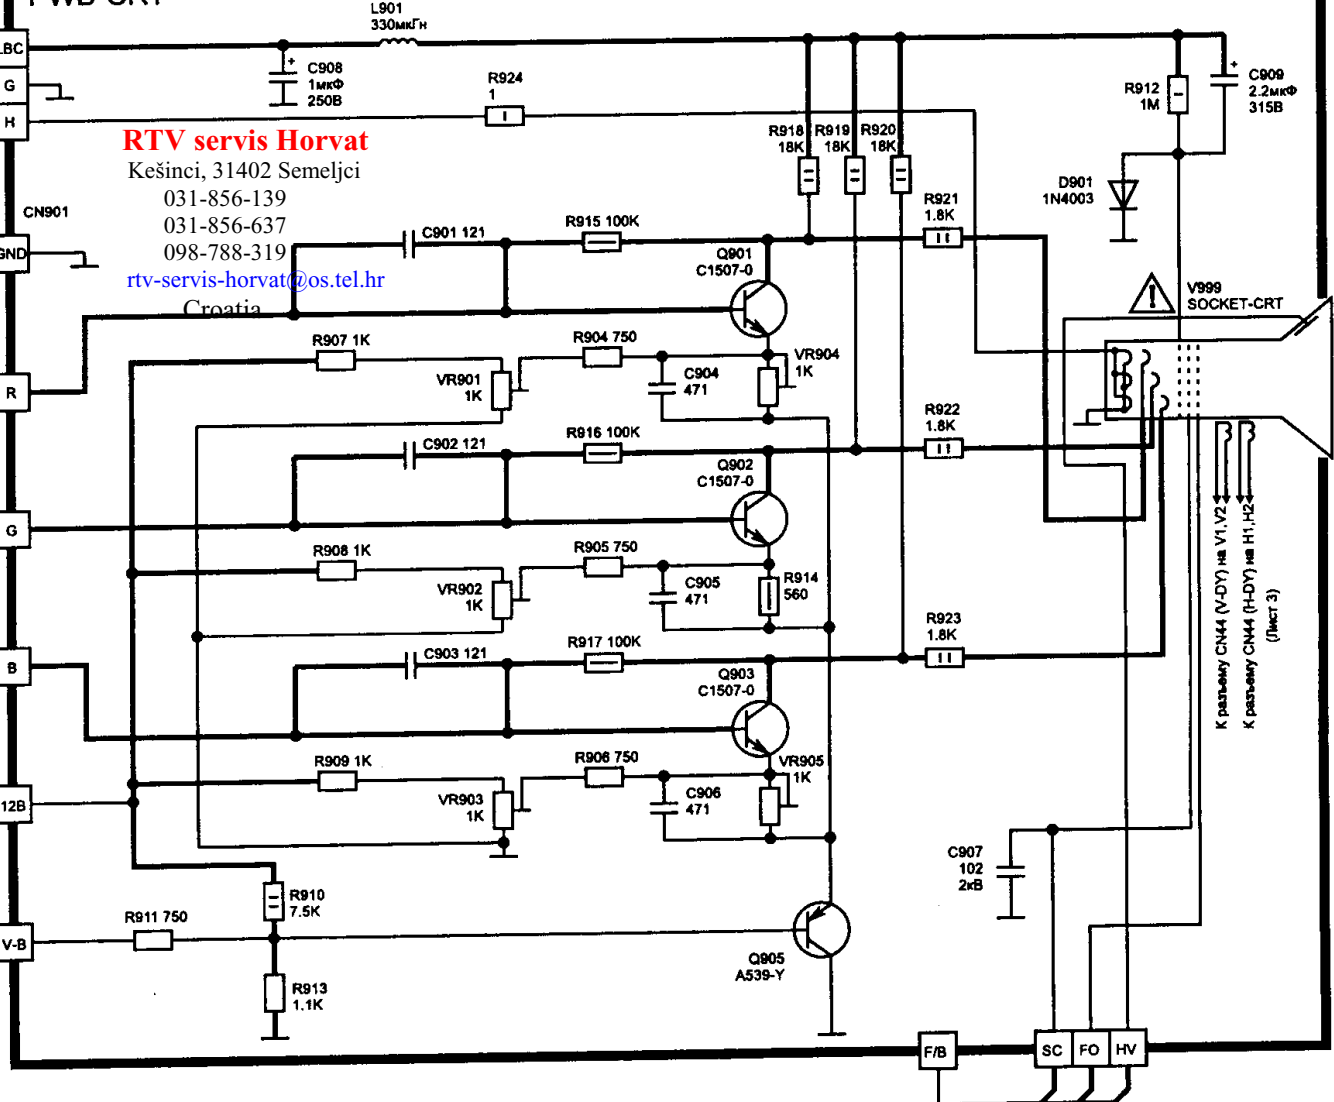 L901
330мкГн
LBC
G
H
C908
1мкФ
250В
R924
1
R912
1M
C909
2.2мкФ
315В
RTV servis Horvat
Kešinci, 31402 Semeljci
031-856-139
031-856-637
098-788-319
rtv-servis-horvat@os.tel.hr
Croatia
R918
18K
R919
18K
R920
18K
D901
1N4003
CN901
GND
C901 121
R915 100K
R921
1.8K
Q901
C1507-0
V999
SOCKET-CRT
R907 1K
R904 750
VR901
1K
C904
471
VR904
1K
R
C902 121
R916 100K
R922
1.8K
Q902
C1507-0
G
R908 1K
R905 750
VR902
1K
C905
471
R914
560
К разъему CN44 (V-DY) на V1,V2
К разъему CN44 (H-DY) на H1,H2
(Лист 3)
B
C903 121
R917 100K
R923
1.8K
Q903
C1507-0
R909 1K
R906 750
VR903
1K
C906
471
VR905
1K
12В
C907
102
2кВ
R910
7.5K
R911 750
V-B
Q905
A539-Y
R913
1.1K
F/B
SC
FO
HV